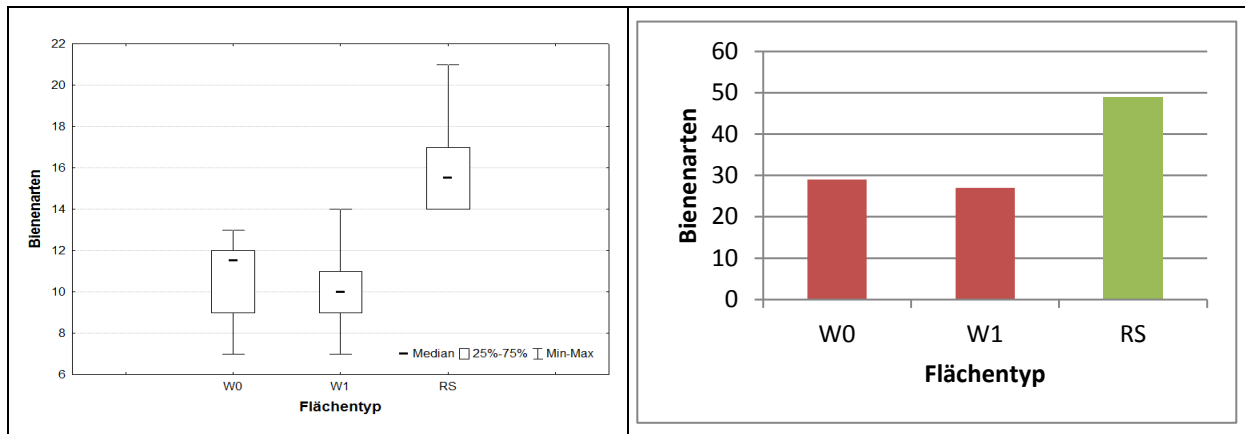 22
20
18
16
14
12
10
8
6
Bienenarten
Median 25%-75% Min-Max
W0 W1 RS
Flächentyp
60
50
40
30
20
10
0
Bienenarten
W0 W1 RS
Flächentyp